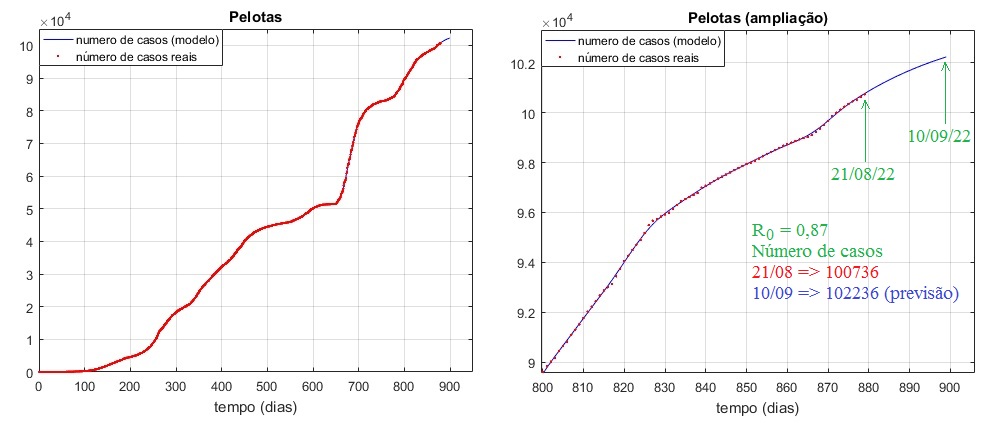 Pelotas
×10⁴
numero de casos (modelo)
número de casos reais
10
9
8
7
6
5
4
3
2
1
0
0 100 200 300 400 500 600 700 800 900
tempo (dias)
Pelotas (ampliação)
×10⁴
numero de casos (modelo)
número de casos reais
10.2
10
9.8
9.6
9.4
9.2
9
10/09/22
21/08/22
R₀ = 0,87
Número de casos
21/08 => 100736
10/09 => 102236 (previsão)
800 810 820 830 840 850 860 870 880 890 900
tempo (dias)